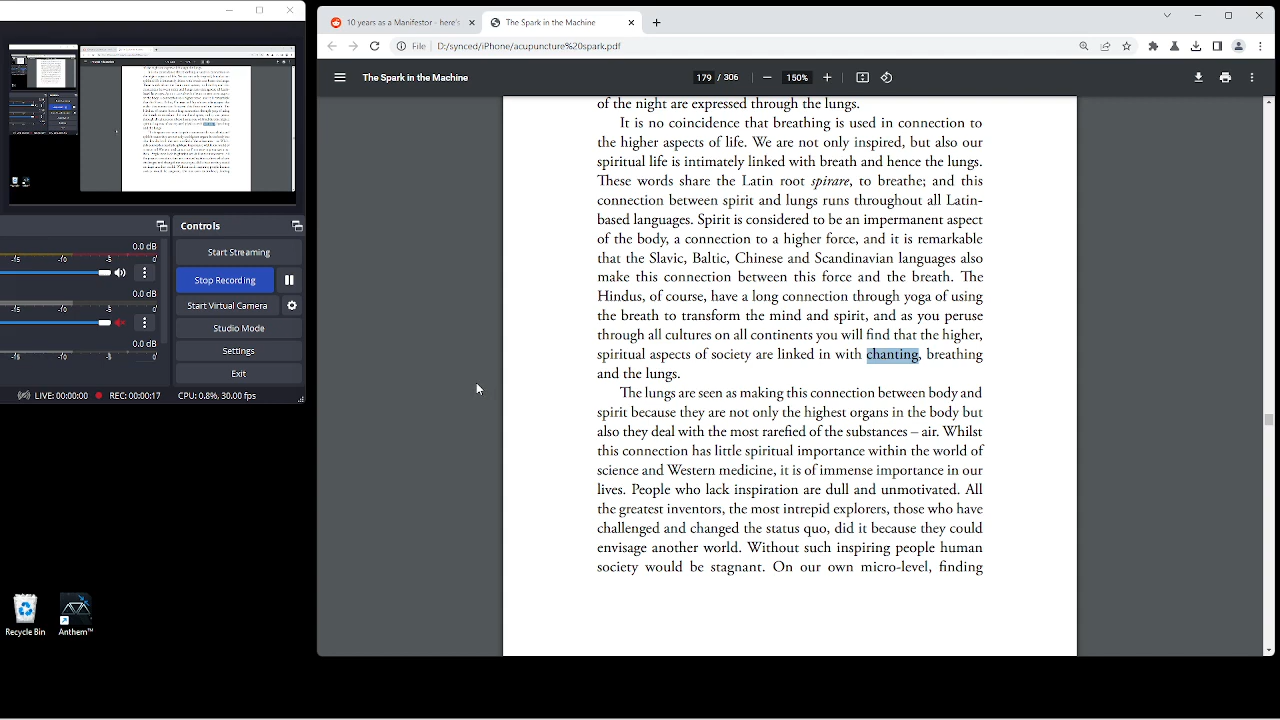 10 years as a Manifestor - here's
The Spark in the Machine
File
D:/synced/iPhone/acupuncture%20spark.pdf
The Spark in the Machine
179 / 306
150%
of the night are expelled through the lungs.
It is no coincidence that breathing is used in connection to
the higher aspects of life. We are not only inspired, but also our
spiritual life is intimately linked with breath and hence the lungs.
These words share the Latin root spirare, to breathe; and this
connection between spirit and lungs runs throughout all Latin-
based languages. Spirit is considered to be an impermanent aspect
of the body, a connection to a higher force, and it is remarkable
that the Slavic, Baltic, Chinese and Scandinavian languages also
make this connection between this force and the breath. The
Hindus, of course, have a long connection through yoga of using
the breath to transform the mind and spirit, and as you peruse
through all cultures on all continents you will find that the higher,
spiritual aspects of society are linked in with chanting, breathing
and the lungs.
The lungs are seen as making this connection between body and
spirit because they are not only the highest organs in the body but
also they deal with the most rarefied of the substances – air. Whilst
this connection has little spiritual importance within the world of
science and Western medicine, it is of immense importance in our
lives. People who lack inspiration are dull and unmotivated. All
the greatest inventors, the most intrepid explorers, those who have
challenged and changed the status quo, did it because they could
envisage another world. Without such inspiring people human
society would be stagnant. On our own micro-level, finding
Controls
0.0 dB
-15
-10
-5
0
0.0 dB
-15
-10
-5
0
0.0 dB
-15
-10
-5
0
Start Streaming
Stop Recording
Start Virtual Camera
Studio Mode
Settings
Exit
LIVE: 00:00:00
REC: 00:00:17
CPU: 0.8%, 30.00 fps
Recycle Bin
Anthem™